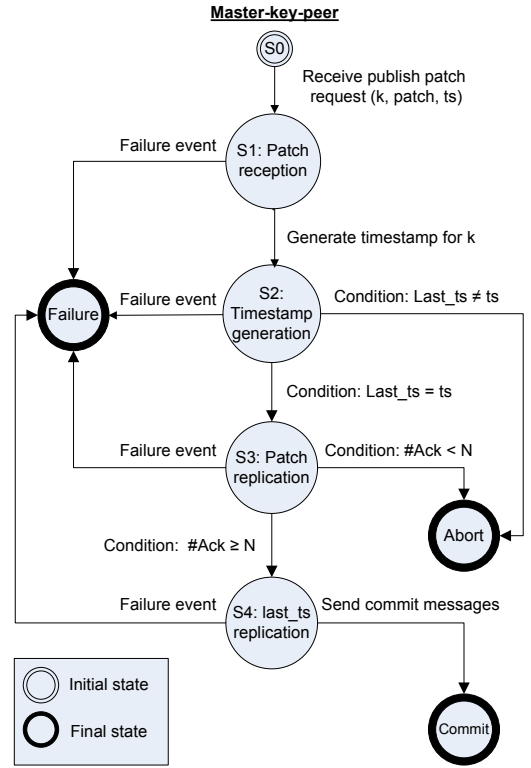 Master-key-peer
S0
Receive publish patch
request (k, patch, ts)
Failure event
S1: Patch
reception
Generate timestamp for k
Failure
Failure event
S2:
Timestamp
generation
Condition: Last_ts ≠ ts
Condition: Last_ts = ts
Failure event
S3: Patch
replication
Condition: #Ack < N
Abort
Condition: #Ack ≥ N
Failure event
S4: last_ts
replication
Send commit messages
Initial state
Final state
Commit